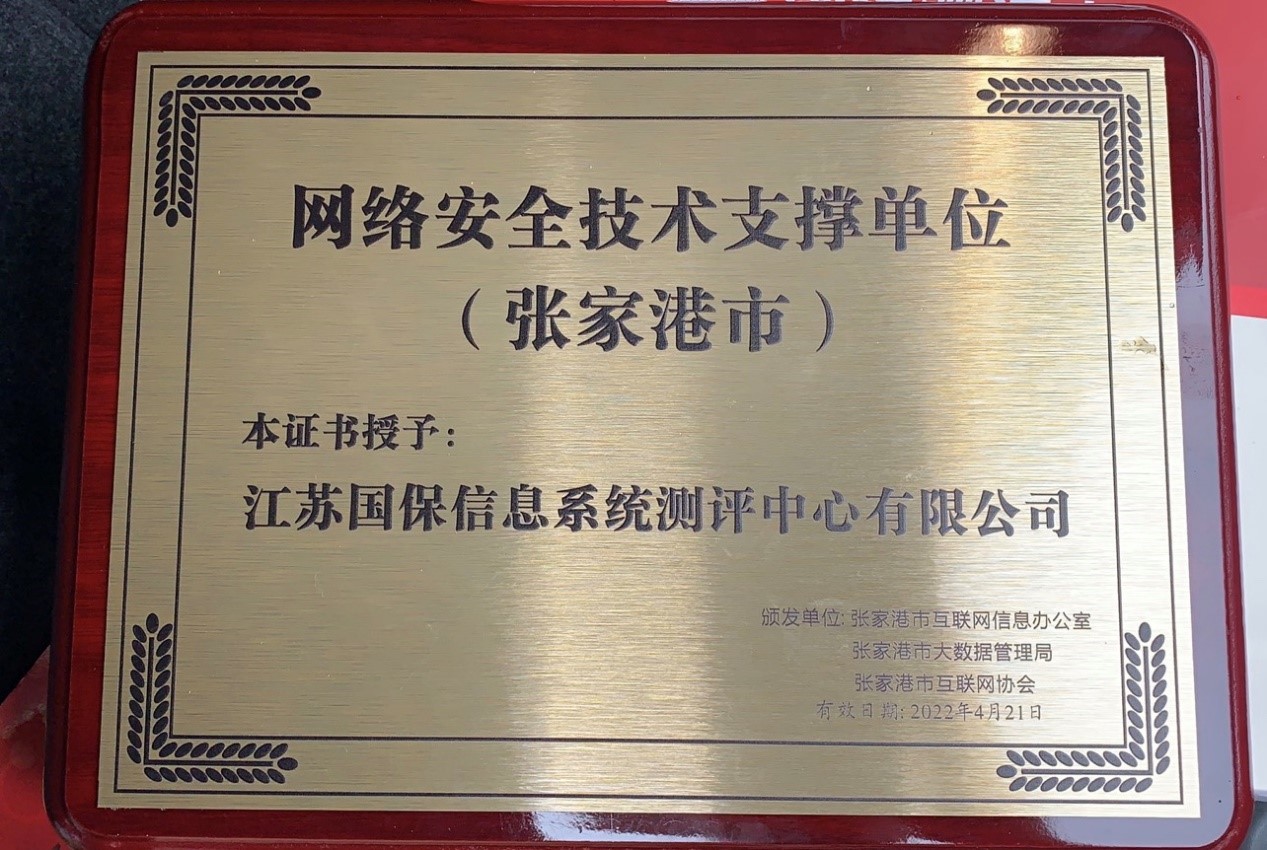 网络安全技术支撑单位
（张家港市）
本证书授予：
江苏国保信息系统测评中心有限公司
颁发单位: 张家港市互联网信息办公室
张家港市大数据管理局
张家港市互联网协会
有效日期: 2022年4月21日